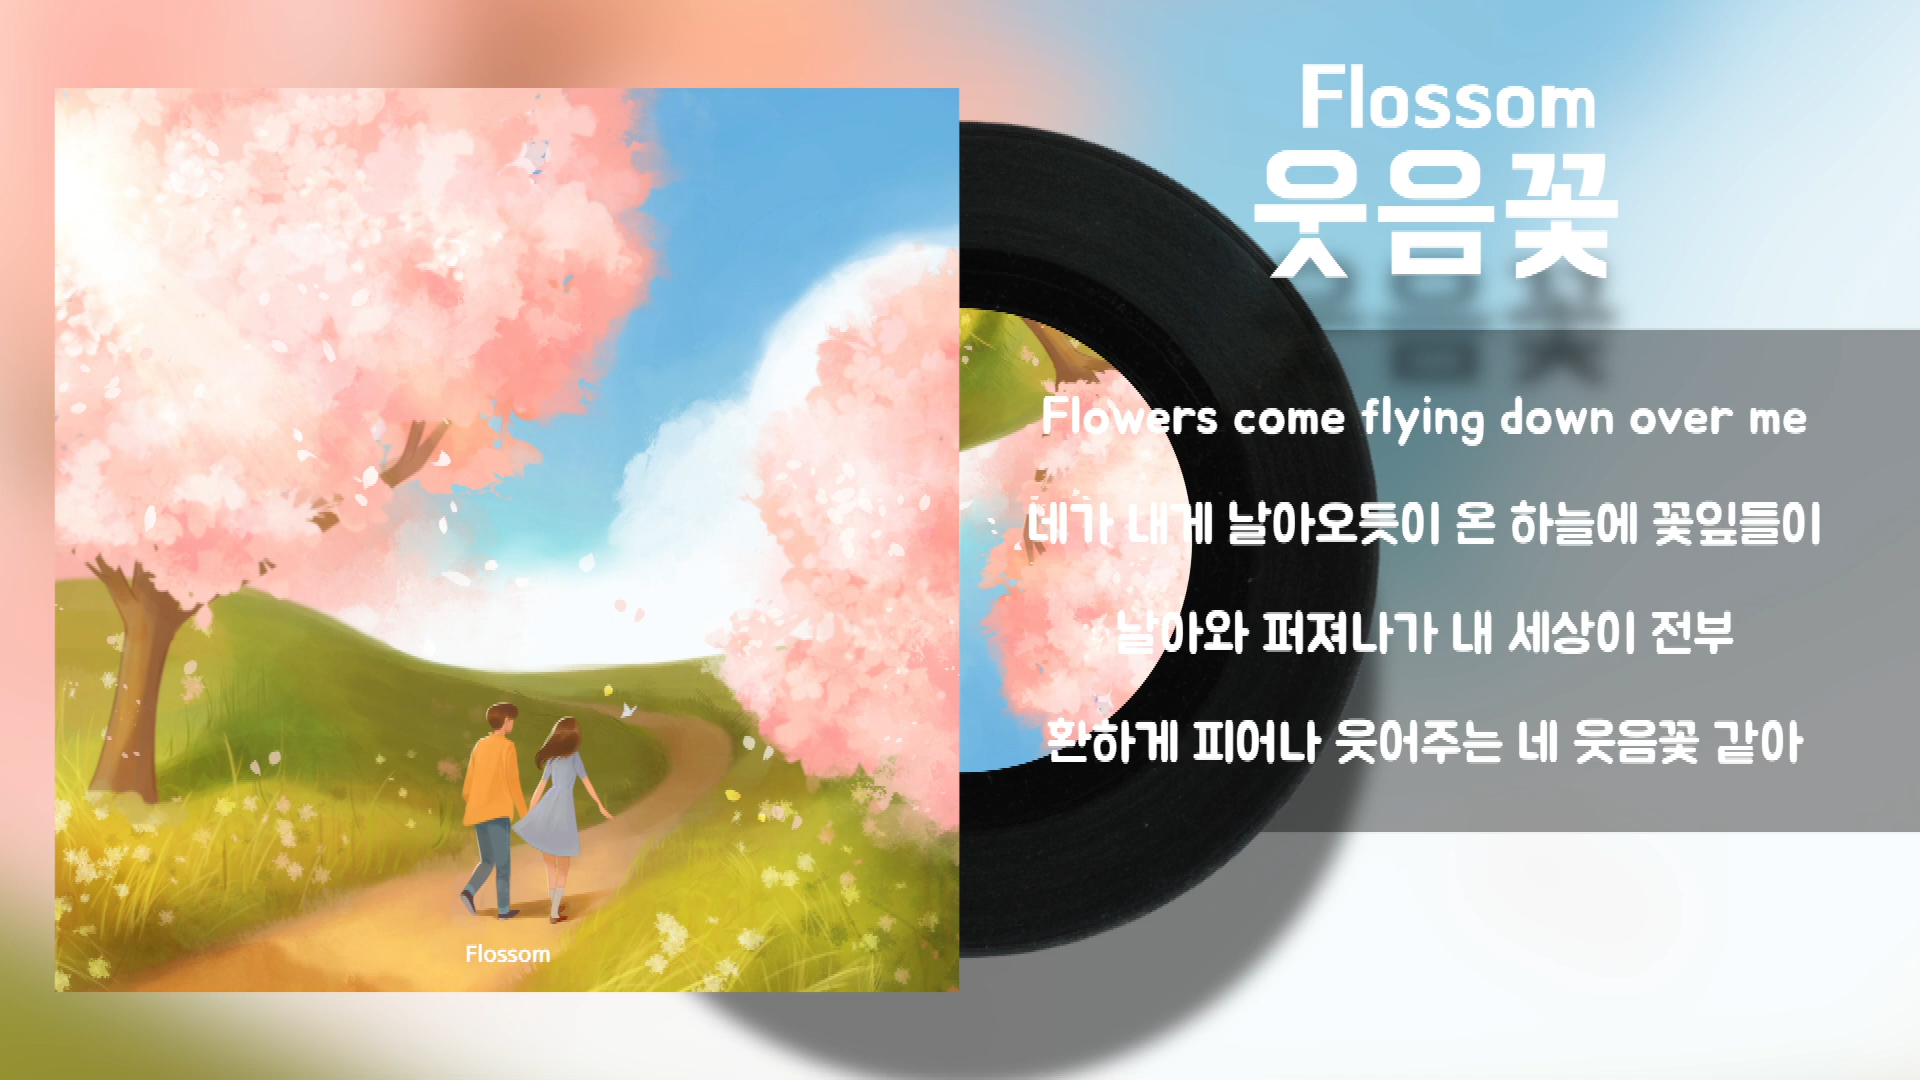 Flossom
웃음꽃
Flowers come flying down over me
네가 내게 날아오듯이 온 하늘에 꽃잎들이
날아와 퍼져나가 내 세상이 전부
환하게 피어나 웃어주는 네 웃음꽃 같아
Flossom